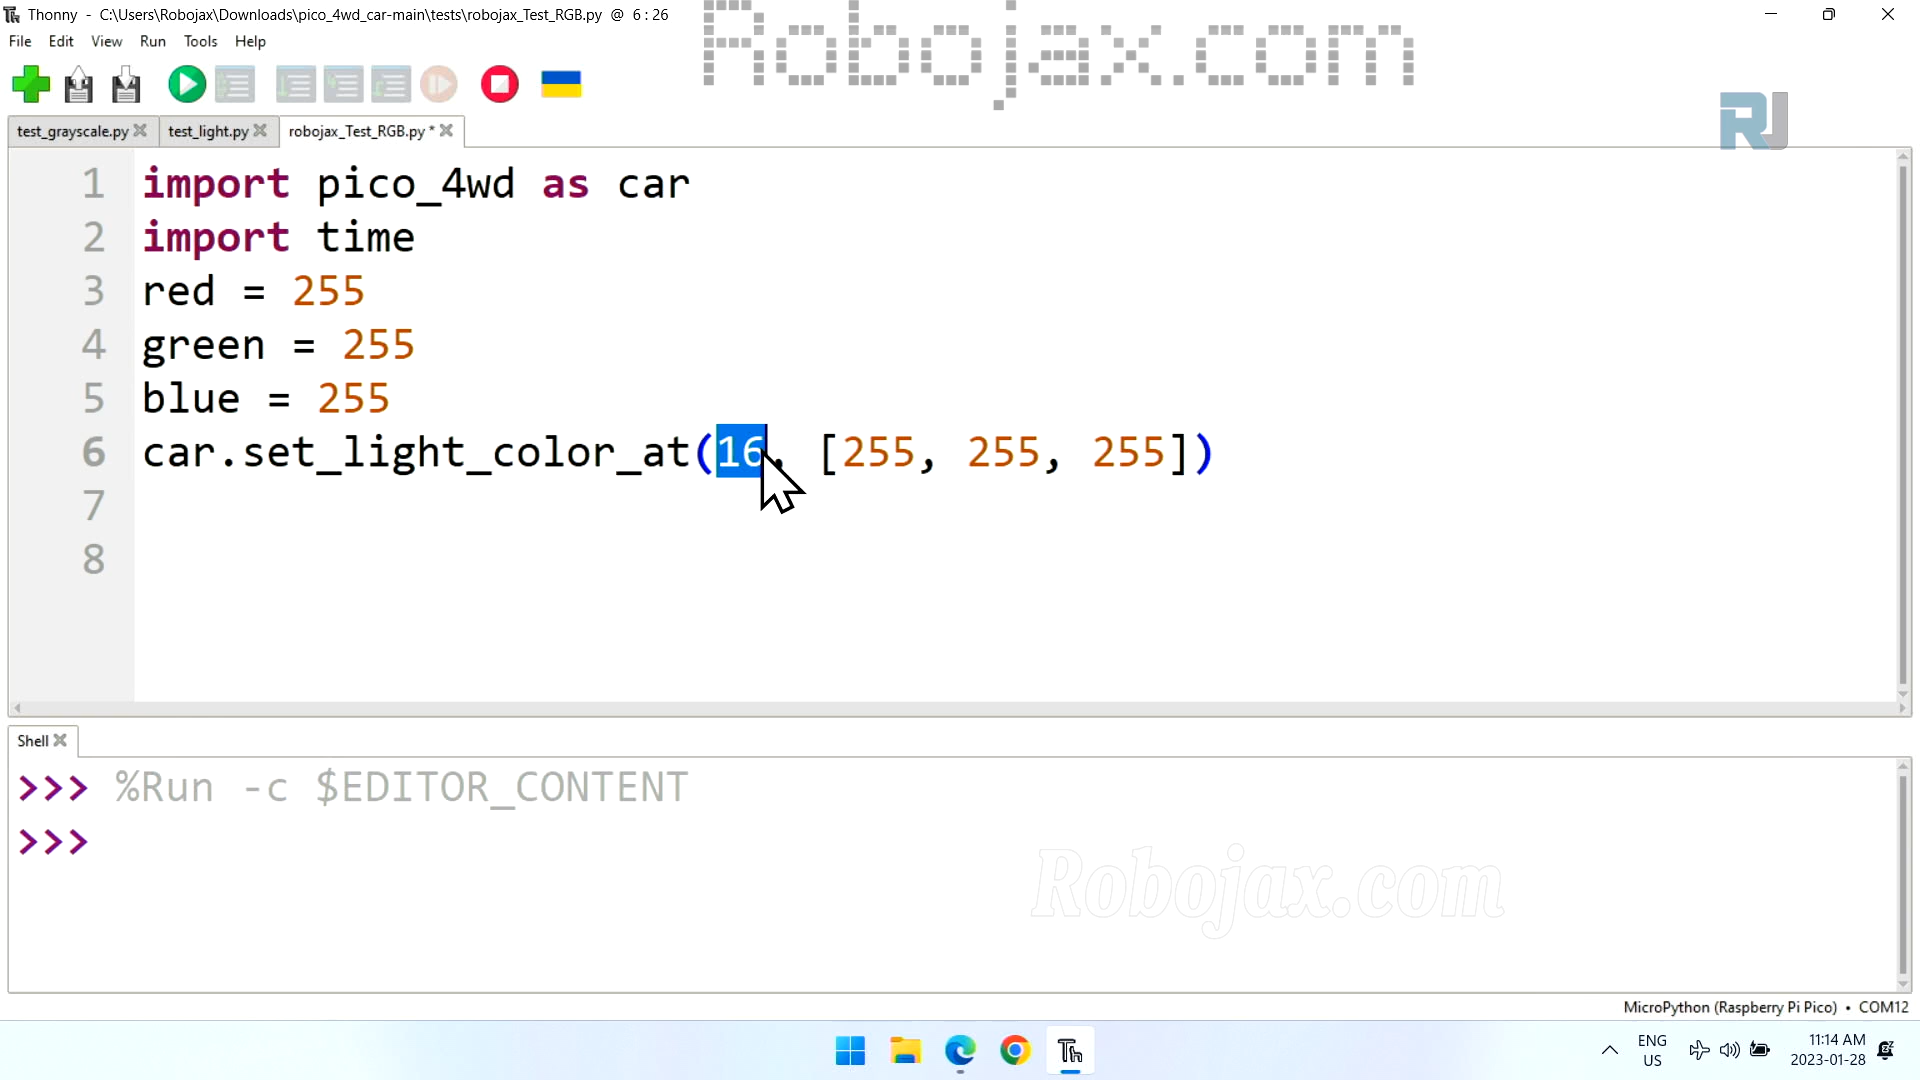 Thonny - C:\Users\Robojax\Downloads\pico_4wd_car-main\tests\robojax_Test_RGB.py @ 6 : 26
Robojax.com
File Edit View Run Tools Help
RJ
test_grayscale.py test_light.py robojax_Test_RGB.py *
1 import pico_4wd as car
2 import time
3 red = 255
4 green = 255
5 blue = 255
6 car.set_light_color_at(16, [255, 255, 255])
7
8
Shell
>>> %Run -c $EDITOR_CONTENT
>>>
Robojax.com
MicroPython (Raspberry Pi Pico) • COM12
Th
ENG
US
11:14 AM
2023-01-28